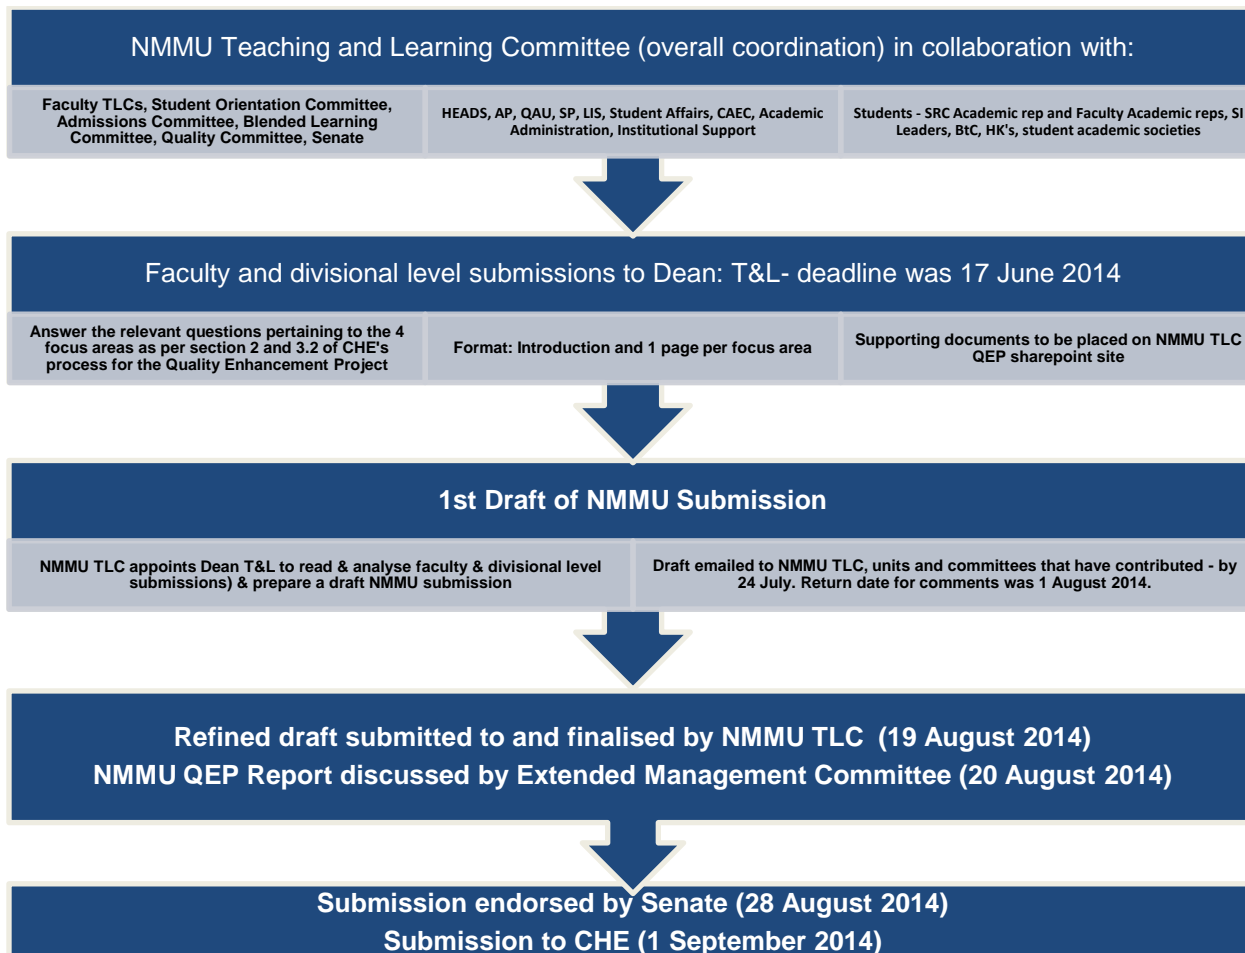 NMMU Teaching and Learning Committee (overall coordination) in collaboration with:
Faculty TLCs, Student Orientation Committee,
Admissions Committee, Blended Learning
Committee, Quality Committee, Senate
HEADS, AP, QAU, SP, LIS, Student Affairs, CAEC, Academic
Administration, Institutional Support
Students - SRC Academic rep and Faculty Academic reps, SI
Leaders, BtC, HK's, student academic societies
Faculty and divisional level submissions to Dean: T&L- deadline was 17 June 2014
Answer the relevant questions pertaining to the 4
focus areas as per section 2 and 3.2 of CHE's
process for the Quality Enhancement Project
Format: Introduction and 1 page per focus area
Supporting documents to be placed on NMMU TLC
QEP sharepoint site
1st Draft of NMMU Submission
NMMU TLC appoints Dean T&L to read & analyse faculty & divisional level
submissions) & prepare a draft NMMU submission
Draft emailed to NMMU TLC, units and committees that have contributed - by
24 July. Return date for comments was 1 August 2014.
Refined draft submitted to and finalised by NMMU TLC (19 August 2014)
NMMU QEP Report discussed by Extended Management Committee (20 August 2014)
Submission endorsed by Senate (28 August 2014)
Submission to CHE (1 September 2014)